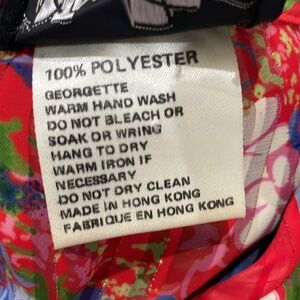 100% POLYESTER
GEORGETTE
WARM HAND WASH
DO NOT BLEACH OR
SOAK OR WRING
HANG TO DRY
WARM IRON IF
NECESSARY
DO NOT DRY CLEAN
MADE IN HONG KONG
FABRIQUE EN HONG KONG